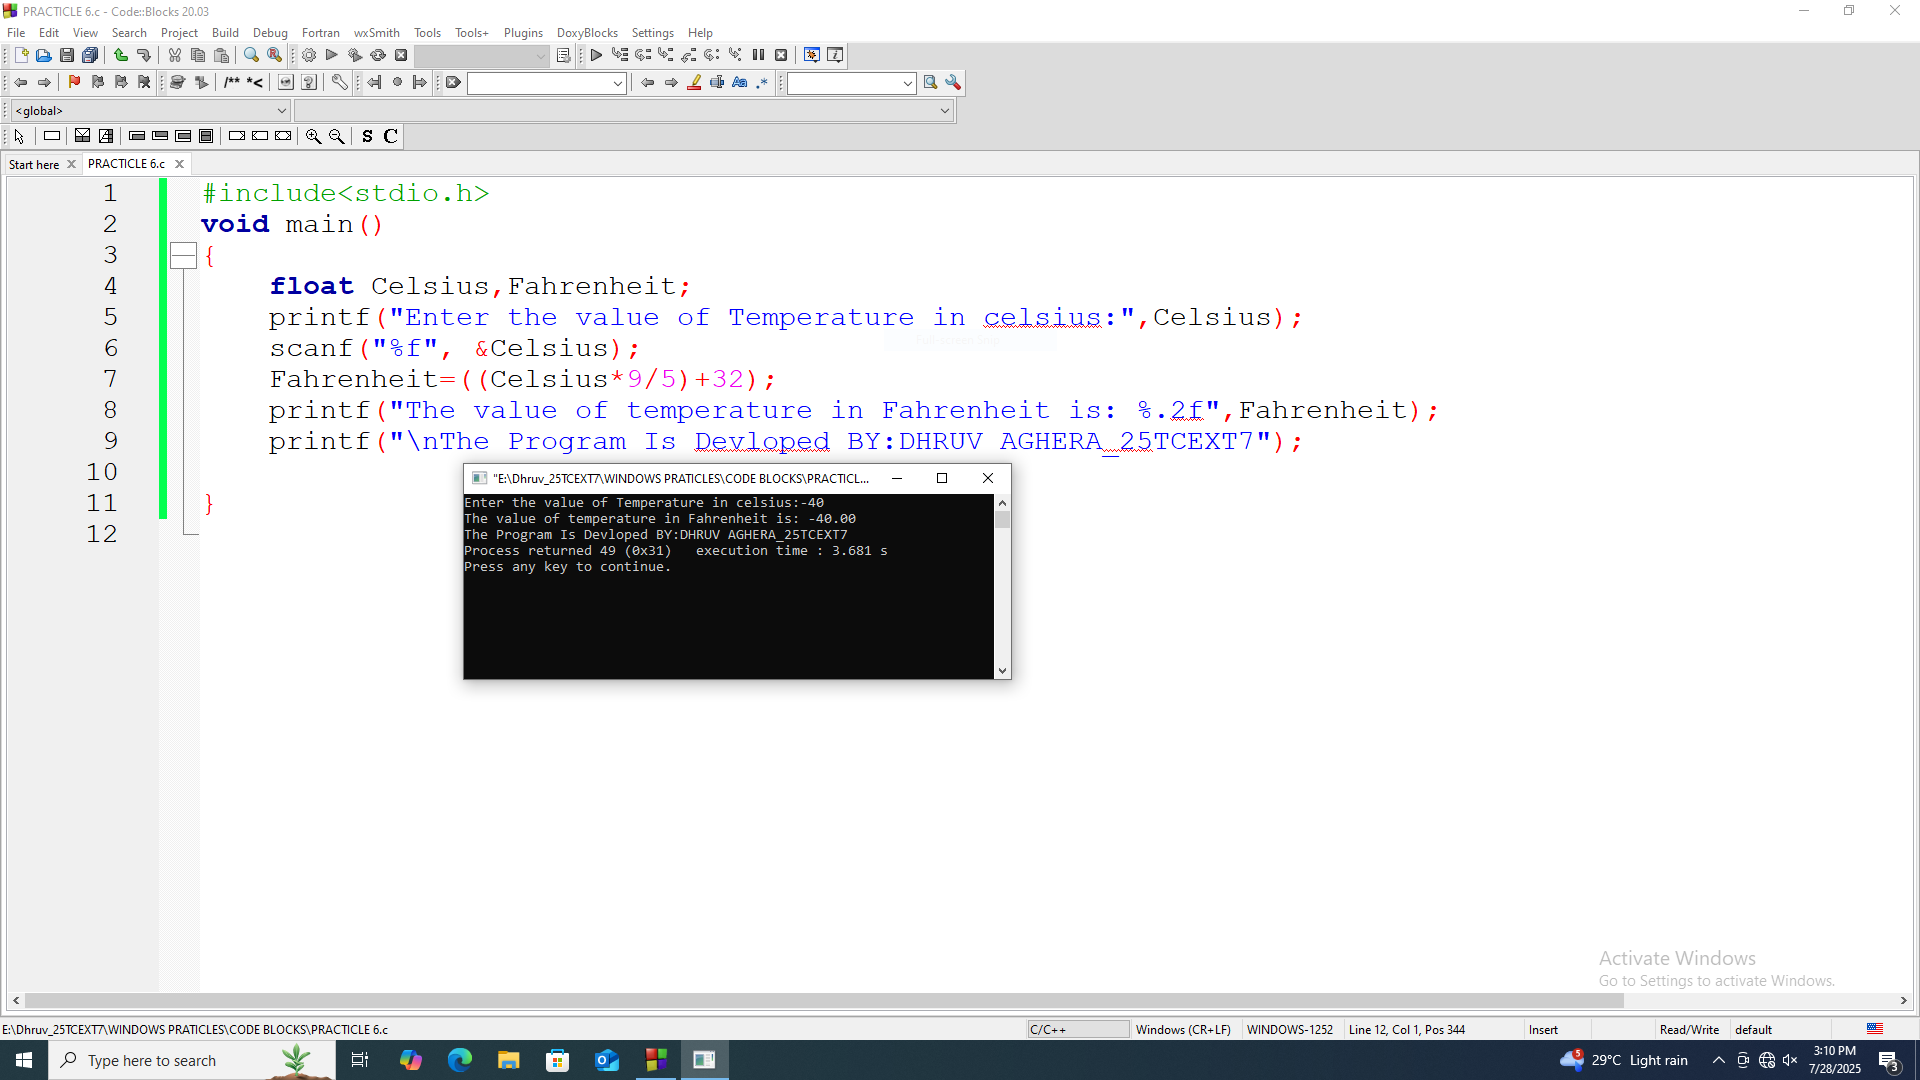 PRACTICLE 6.c - Code::Blocks 20.03
File Edit View Search Project Build Debug Fortran wxSmith Tools Tools+ Plugins DoxyBlocks Settings Help
/** *<
Aa .*
<global>
S C
Start here PRACTICLE 6.c
1 #include<stdio.h>
2 void main()
3 {
4 float Celsius,Fahrenheit;
5 printf("Enter the value of Temperature in celsius:",Celsius);
6 scanf("%f", &Celsius);
7 Fahrenheit=((Celsius*9/5)+32);
8 printf("The value of temperature in Fahrenheit is: %.2f",Fahrenheit);
9 printf("\nThe Program Is Devloped BY:DHRUV AGHERA_25TCEXT7");
10
11 }
12
"E:\Dhruv_25TCEXT7\WINDOWS PRATICLES\CODE BLOCKS\PRACTICL...
Enter the value of Temperature in celsius:-40
The value of temperature in Fahrenheit is: -40.00
The Program Is Devloped BY:DHRUV AGHERA_25TCEXT7
Process returned 49 (0x31) execution time : 3.681 s
Press any key to continue.
Activate Windows
Go to Settings to activate Windows.
E:\Dhruv_25TCEXT7\WINDOWS PRATICLES\CODE BLOCKS\PRACTICLE 6.c C/C++ Windows (CR+LF) WINDOWS-1252 Line 12, Col 1, Pos 344 Insert Read/Write default
Type here to search 5 29°C Light rain 3:10 PM
7/28/2025 3